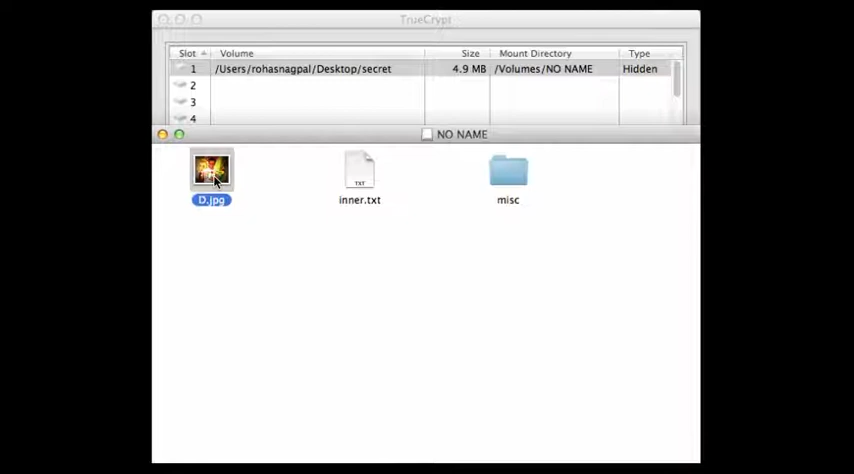 TrueCrypt
Slot Volume Size Mount Directory Type
1 /Users/rohasnagpal/Desktop/secret 4.9 MB /Volumes/NO NAME Hidden
2
3
4
NO NAME
TXT
D.jpg inner.txt misc